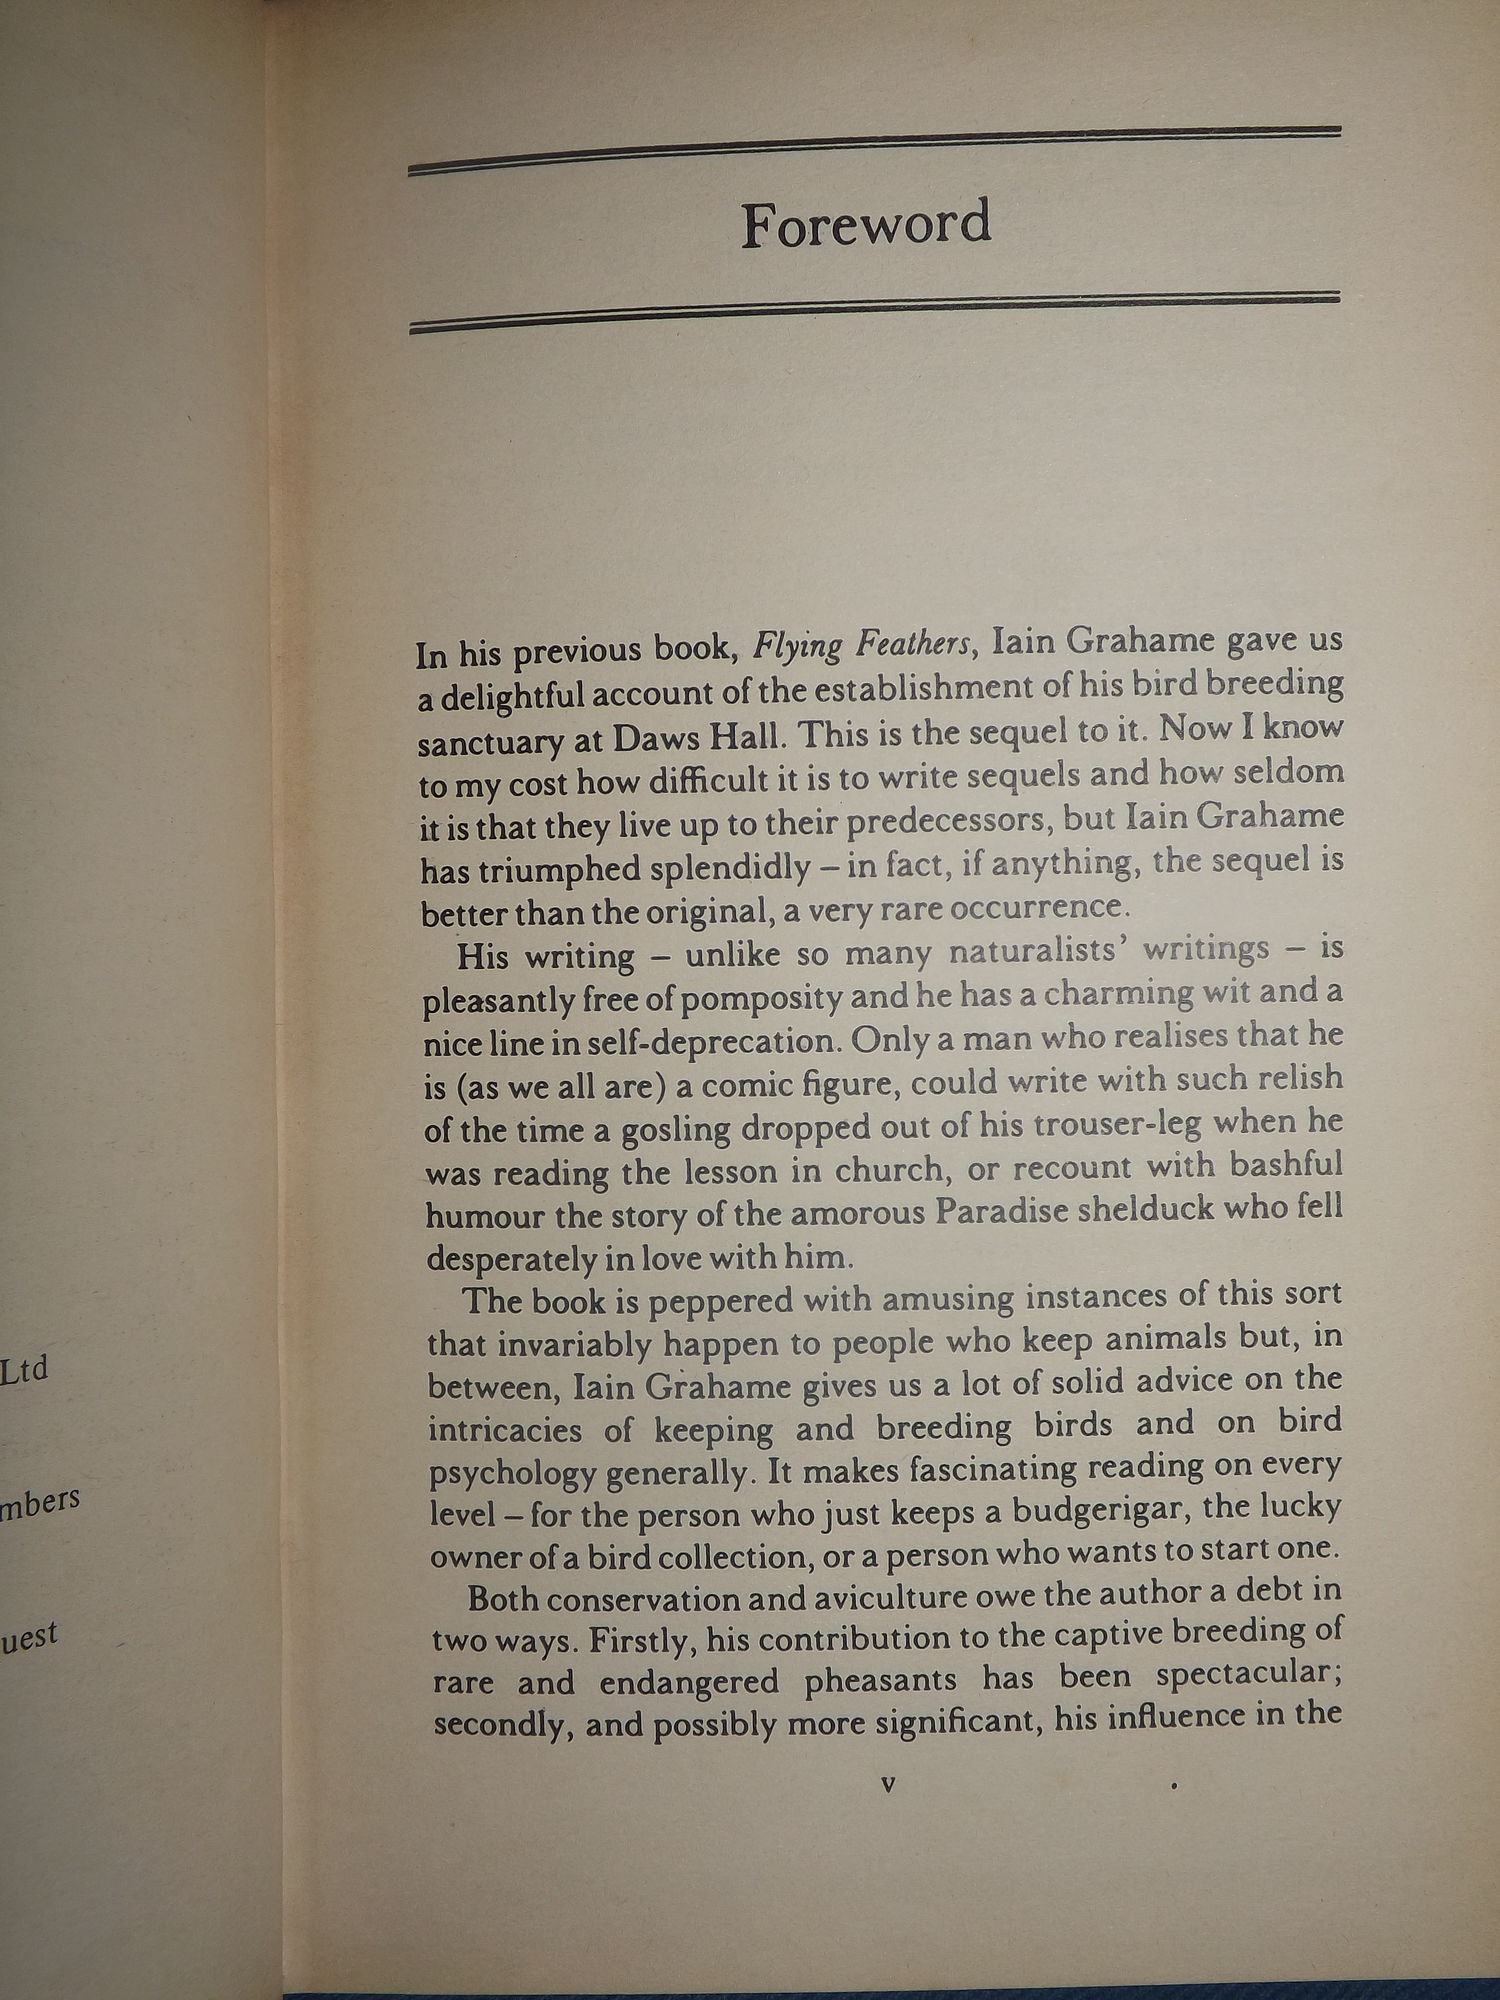 Ltd
mbers
uest
Foreword
In his previous book, Flying Feathers, Iain Grahame gave us
a delightful account of the establishment of his bird breeding
sanctuary at Daws Hall. This is the sequel to it. Now I know
to my cost how difficult it is to write sequels and how seldom
it is that they live up to their predecessors, but Iain Grahame
has triumphed splendidly – in fact, if anything, the sequel is
better than the original, a very rare occurrence.
His writing – unlike so many naturalists’ writings – is
pleasantly free of pomposity and he has a charming wit and a
nice line in self-deprecation. Only a man who realises that he
is (as we all are) a comic figure, could write with such relish
of the time a gosling dropped out of his trouser-leg when he
was reading the lesson in church, or recount with bashful
humour the story of the amorous Paradise shelduck who fell
desperately in love with him.
The book is peppered with amusing instances of this sort
that invariably happen to people who keep animals but, in
between, Iain Grahame gives us a lot of solid advice on the
intricacies of keeping and breeding birds and on bird
psychology generally. It makes fascinating reading on every
level – for the person who just keeps a budgerigar, the lucky
owner of a bird collection, or a person who wants to start one.
Both conservation and aviculture owe the author a debt in
two ways. Firstly, his contribution to the captive breeding of
rare and endangered pheasants has been spectacular;
secondly, and possibly more significant, his influence in the
v